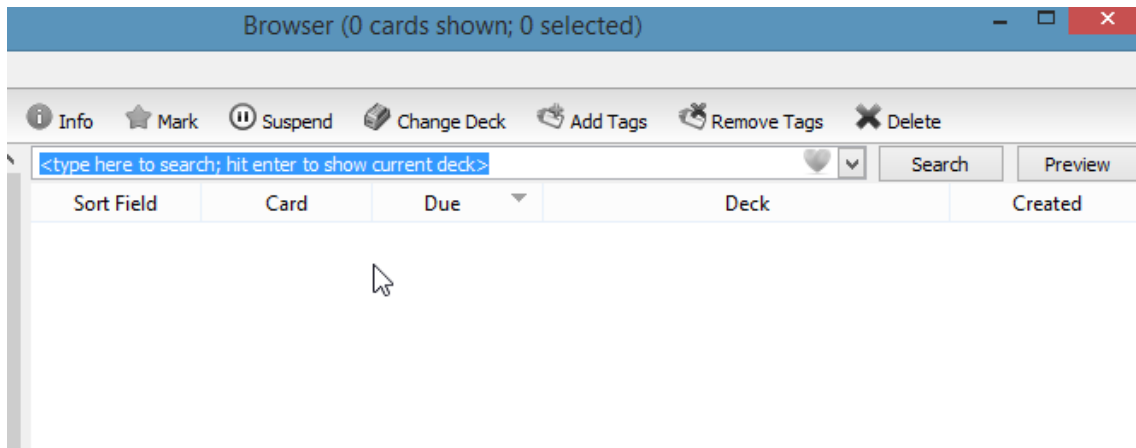 Browser (0 cards shown; 0 selected)
Info Mark Suspend Change Deck Add Tags Remove Tags Delete
<type here to search; hit enter to show current deck> Search Preview
Sort Field Card Due Deck Created